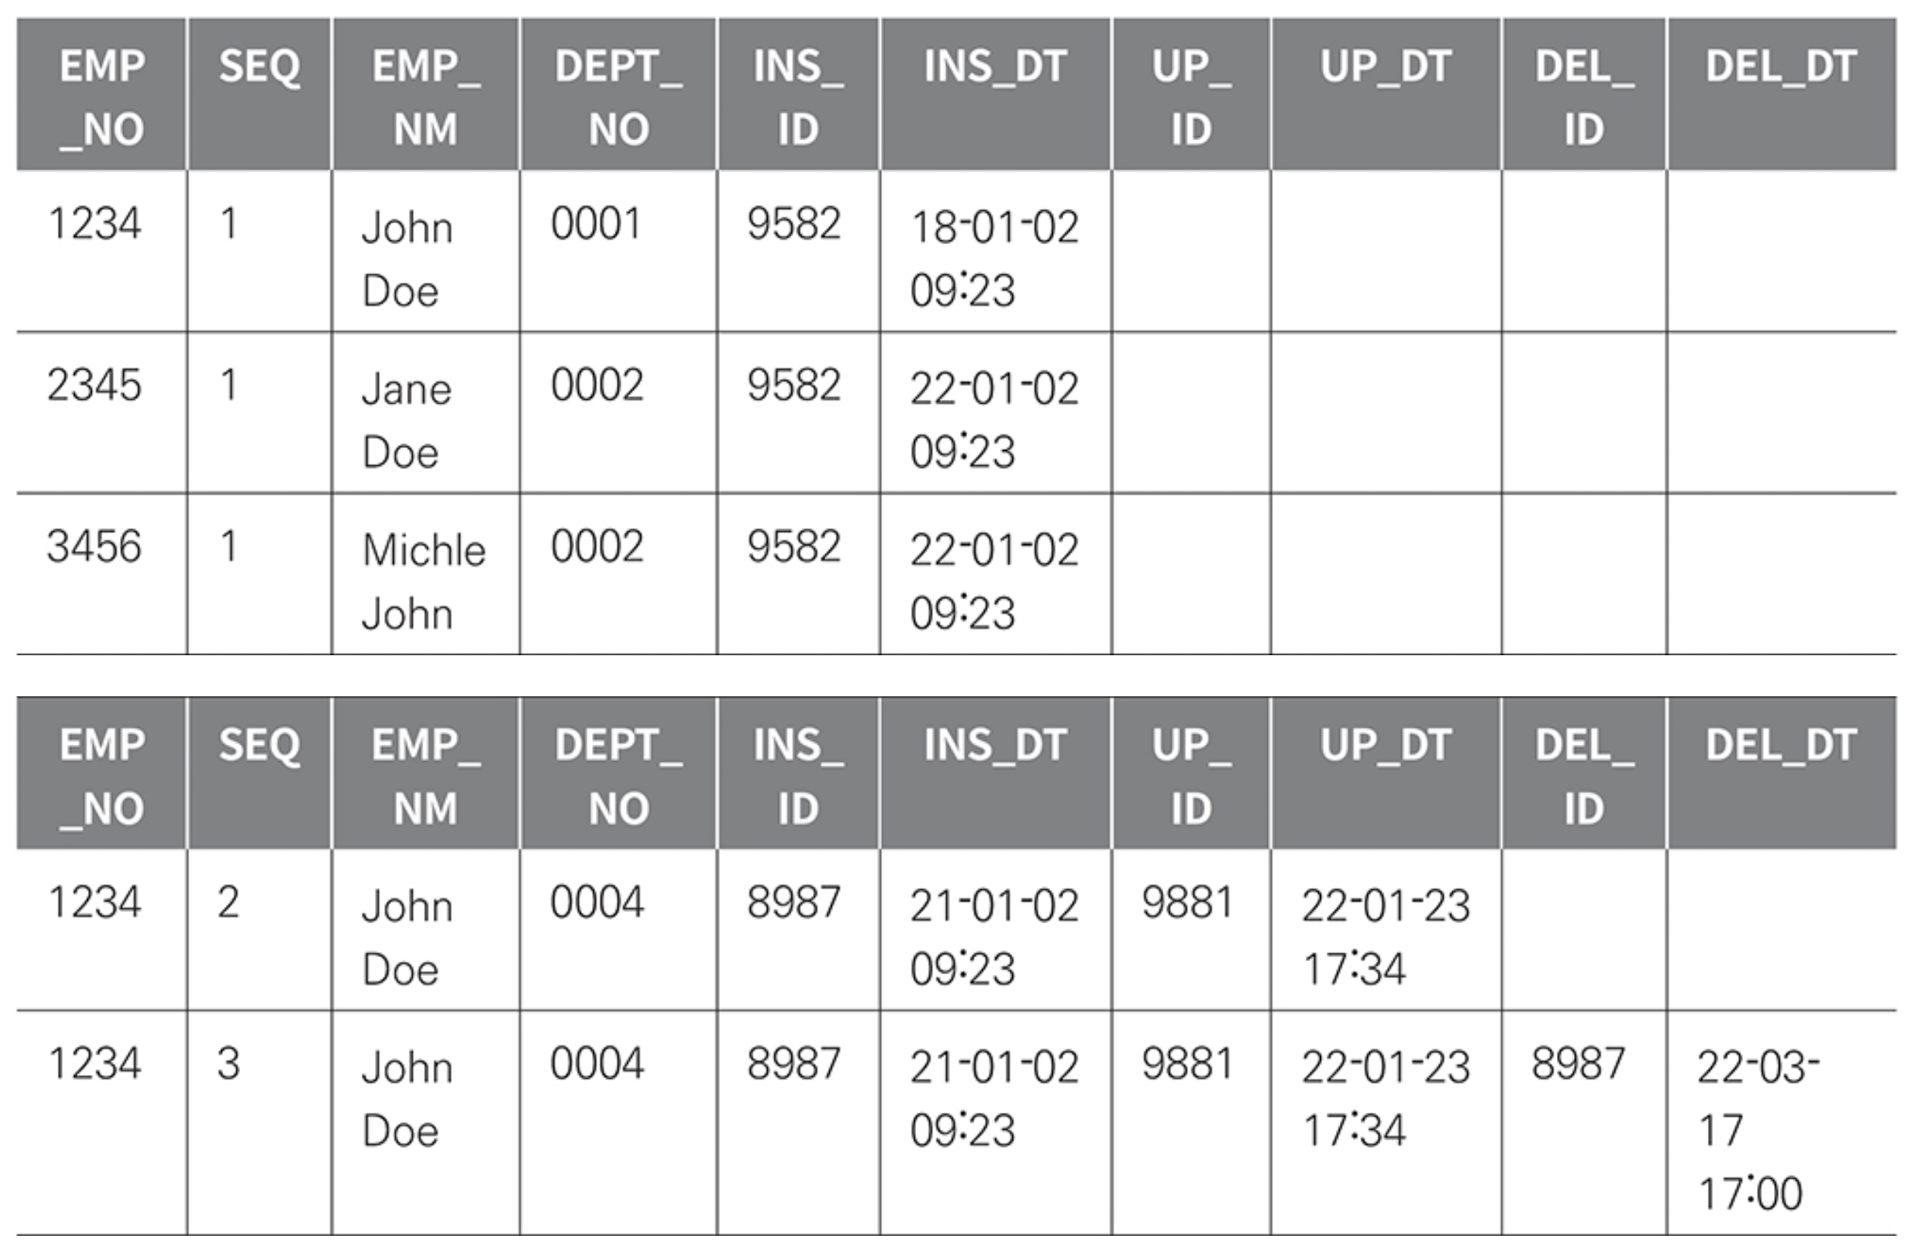 EMP_NO SEQ EMP_NM DEPT_NO INS_ID INS_DT UP_ID UP_DT DEL_ID DEL_DT
1234 1 John Doe 0001 9582 18-01-02 09:23
2345 1 Jane Doe 0002 9582 22-01-02 09:23
3456 1 Michle John 0002 9582 22-01-02 09:23
EMP_NO SEQ EMP_NM DEPT_NO INS_ID INS_DT UP_ID UP_DT DEL_ID DEL_DT
1234 2 John Doe 0004 8987 21-01-02 09:23 9881 22-01-23 17:34
1234 3 John Doe 0004 8987 21-01-02 09:23 9881 22-01-23 17:34 8987 22-03-17 17:00